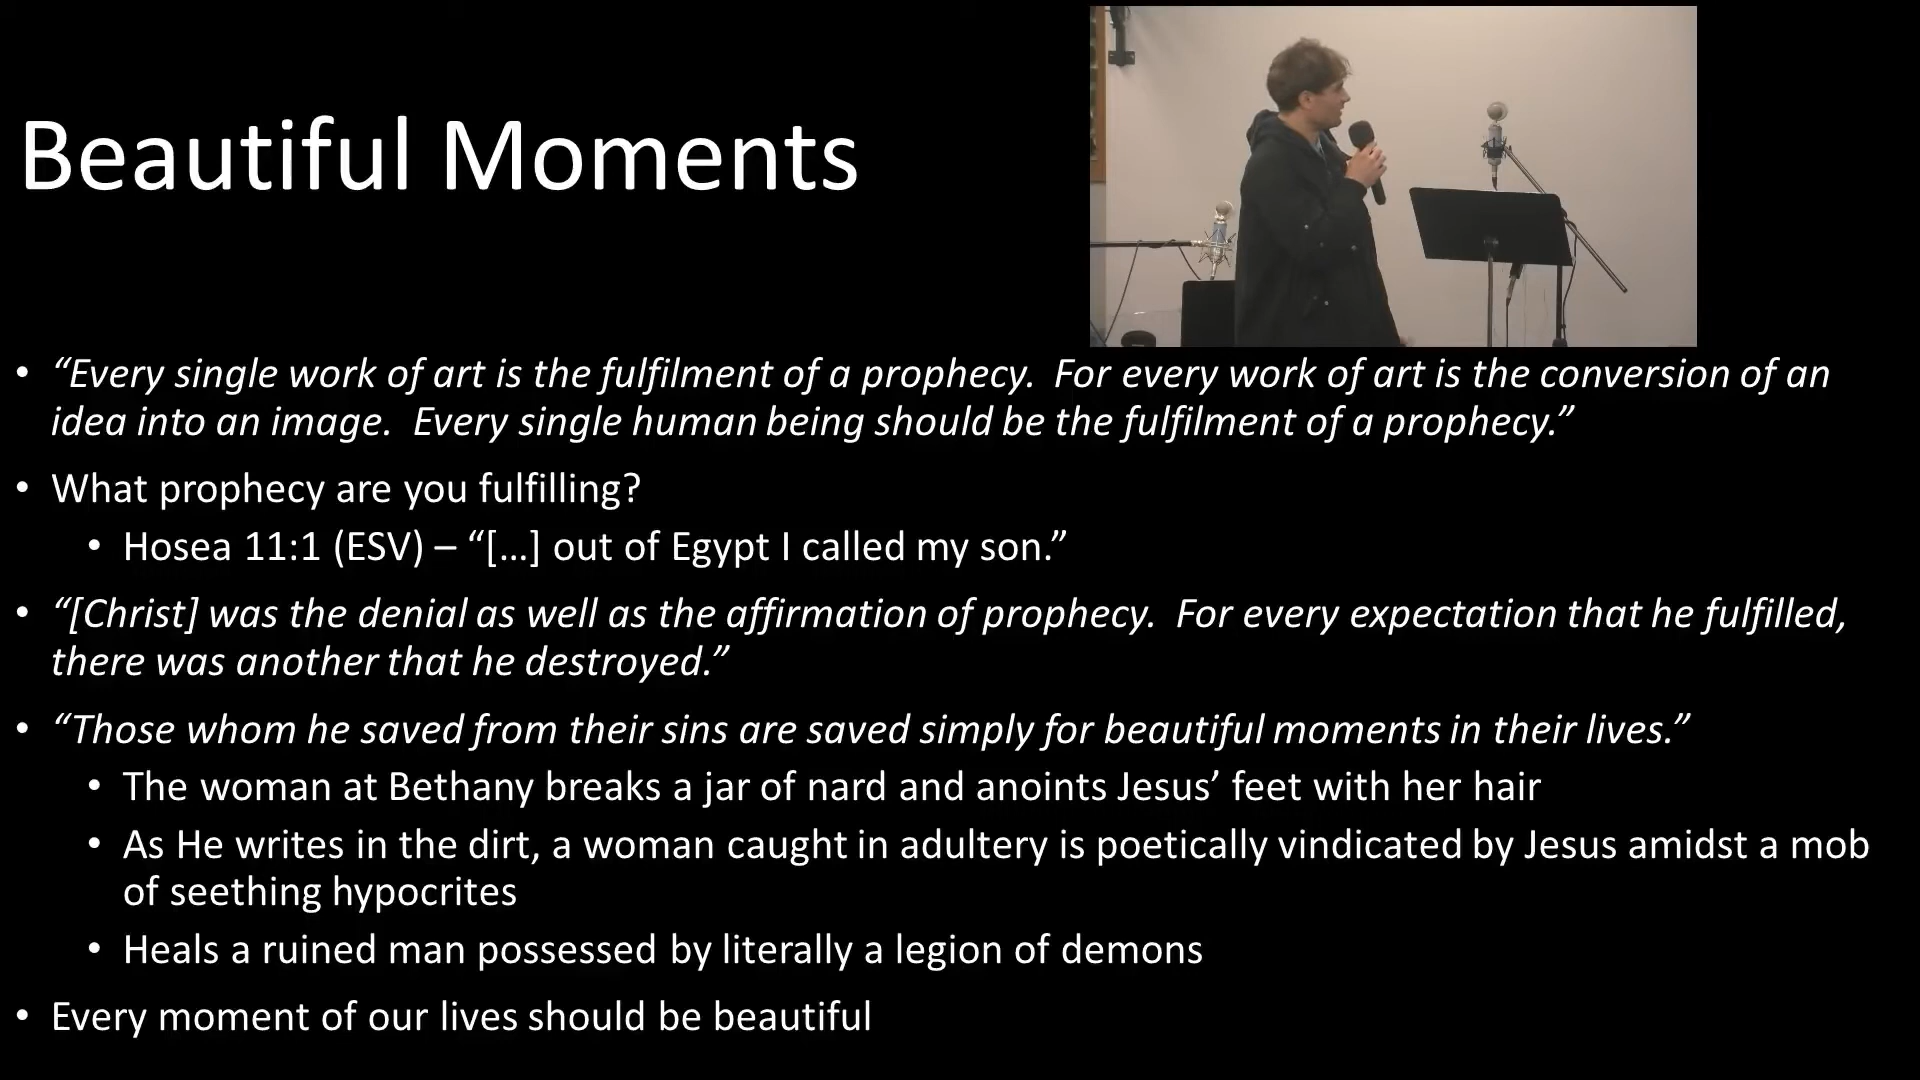 Beautiful Moments
• “Every single work of art is the fulfilment of a prophecy.  For every work of art is the conversion of an
idea into an image.  Every single human being should be the fulfilment of a prophecy.”
• What prophecy are you fulfilling?
• Hosea 11:1 (ESV) – “[…] out of Egypt I called my son.”
• “[Christ] was the denial as well as the affirmation of prophecy.  For every expectation that he fulfilled,
there was another that he destroyed.”
• “Those whom he saved from their sins are saved simply for beautiful moments in their lives.”
• The woman at Bethany breaks a jar of nard and anoints Jesus’ feet with her hair
• As He writes in the dirt, a woman caught in adultery is poetically vindicated by Jesus amidst a mob
of seething hypocrites
• Heals a ruined man possessed by literally a legion of demons
• Every moment of our lives should be beautiful